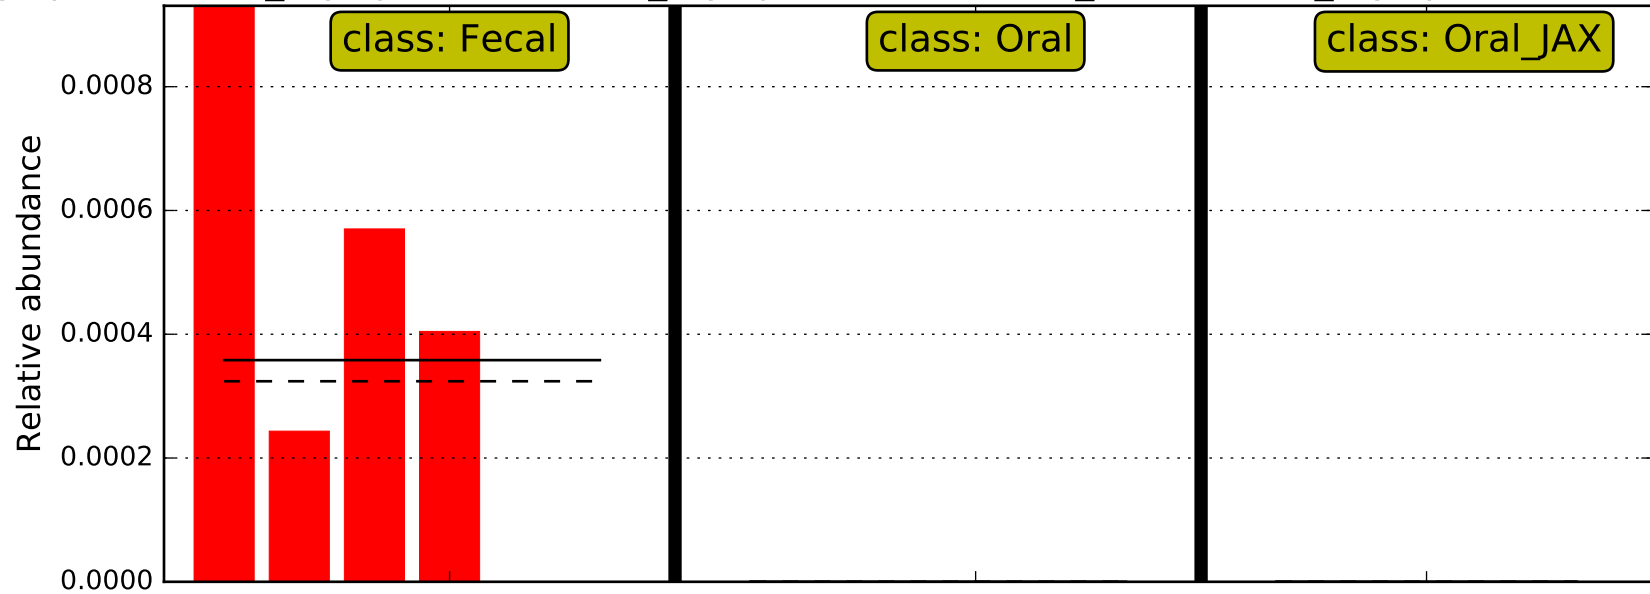 class: Fecal
class: Oral
class: Oral_JAX
Relative abundance
0.0008
0.0006
0.0004
0.0002
0.0000